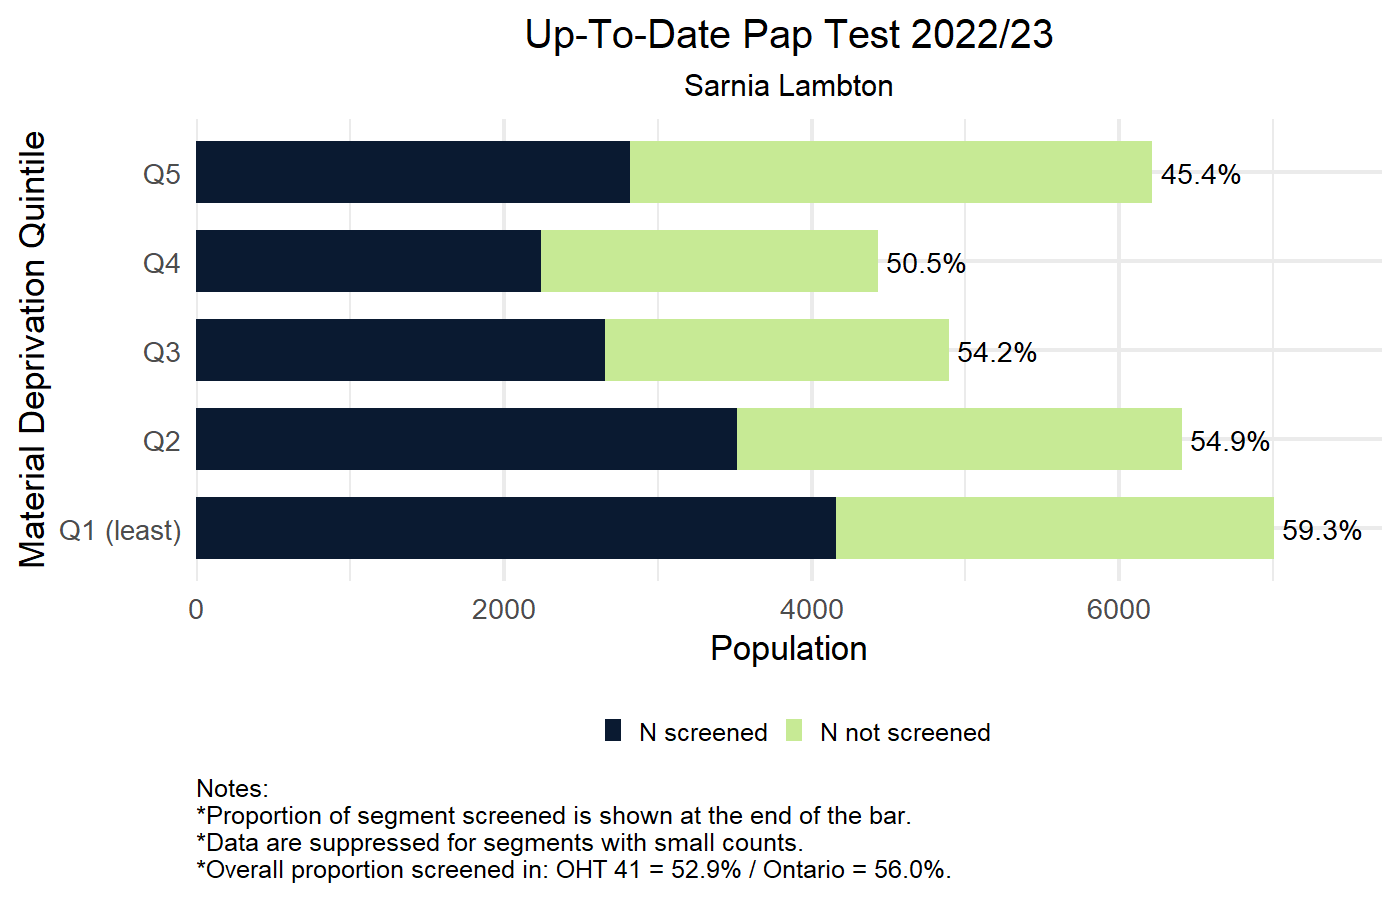 Up-To-Date Pap Test 2022/23
Sarnia Lambton
Material Deprivation Quintile
Q5
45.4%
Q4
50.5%
Q3
54.2%
Q2
54.9%
Q1 (least)
59.3%
0 2000 4000 6000
Population
N screened N not screened
Notes:
*Proportion of segment screened is shown at the end of the bar.
*Data are suppressed for segments with small counts.
*Overall proportion screened in: OHT 41 = 52.9% / Ontario = 56.0%.